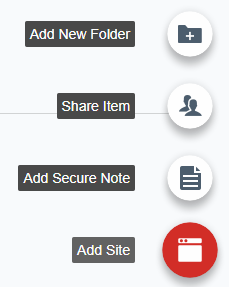 Add New Folder
Share Item
Add Secure Note
Add Site